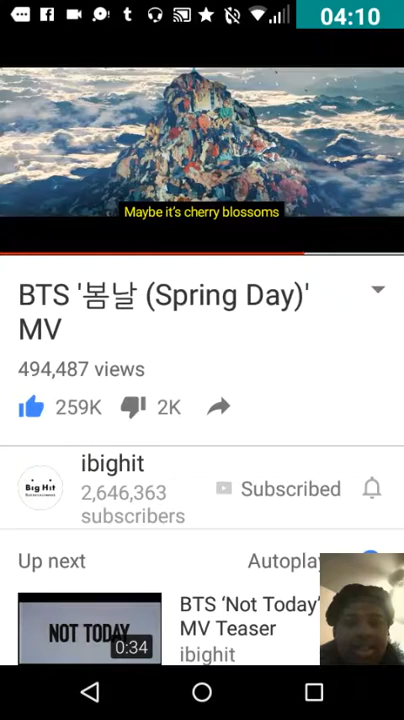 04:10
Maybe it's cherry blossoms
BTS '봄날 (Spring Day)'
MV
494,487 views
259K
2K
ibighit
Big Hit
2,646,363
subscribers
Subscribed
Up next
Autoplay
NOT TODAY
0:34
BTS ‘Not Today’
MV Teaser
ibighit